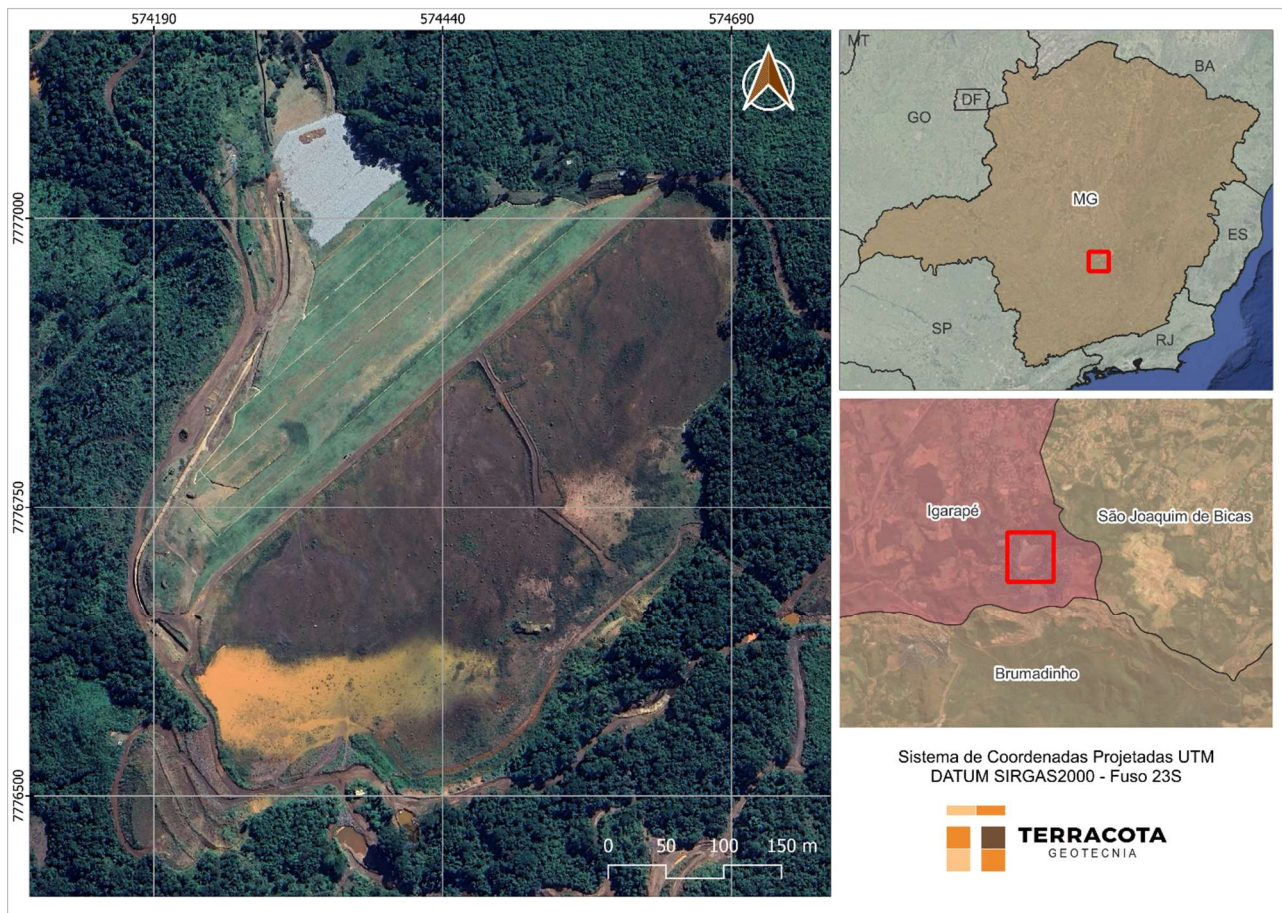 574190
574440
574690
7777000
7776750
7776500
0 50 100 150 m
MT
BA
DF
GO
MG
ES
SP
RJ
Igarapé
São Joaquim de Bicas
Brumadinho
Sistema de Coordenadas Projetadas UTM
DATUM SIRGAS2000 - Fuso 23S
TERRACOTA
GEOTECNIA